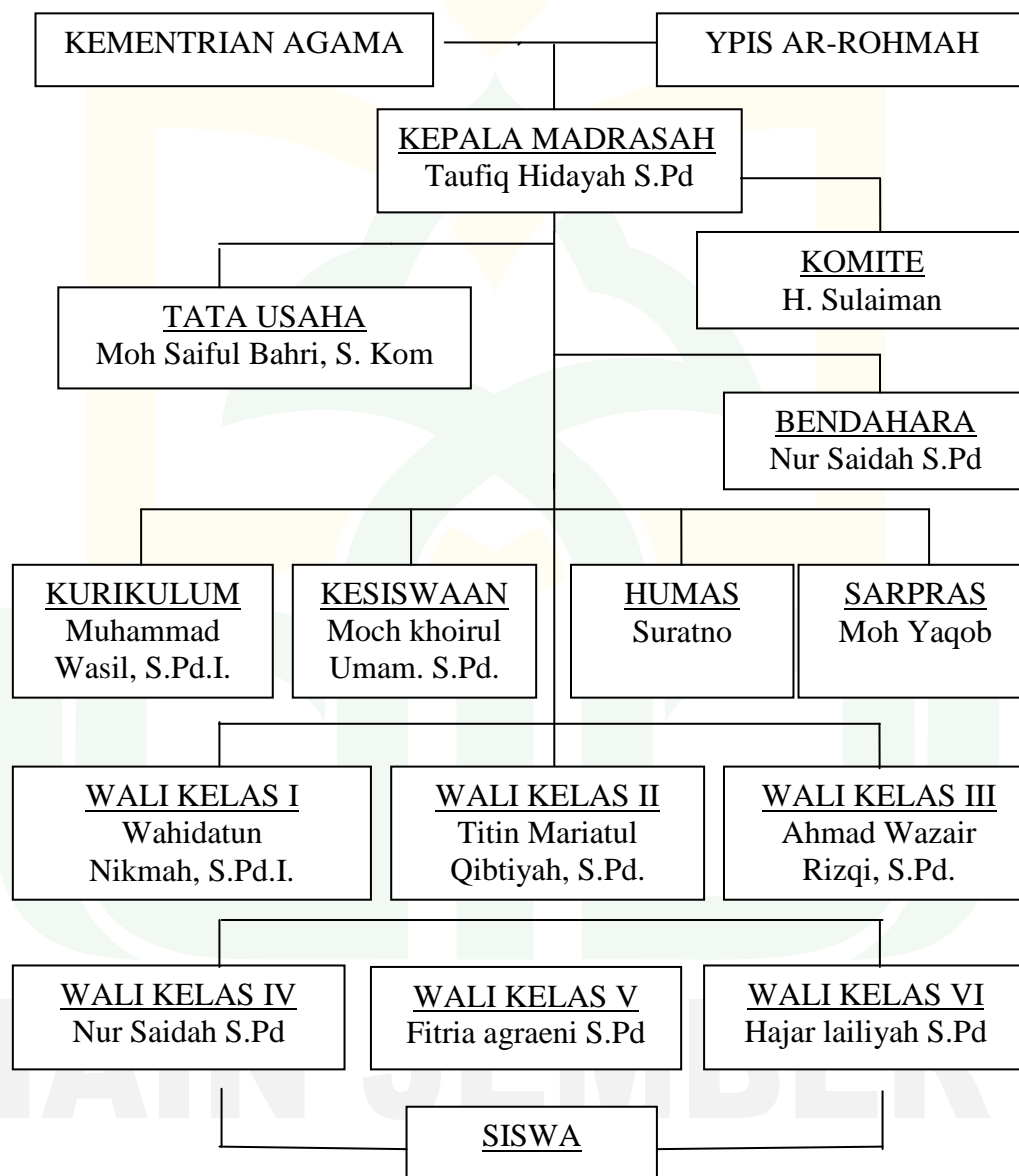 KEMENTRIAN AGAMA
YPIS AR-ROHMAH
KEPALA MADRASAH
Taufiq Hidayah S.Pd
KOMITE
H. Sulaiman
TATA USAHA
Moh Saiful Bahri, S. Kom
BENDAHARA
Nur Saidah S.Pd
KURIKULUM
Muhammad
Wasil, S.Pd.I.
KESISWAAN
Moch khoirul
Umam. S.Pd.
HUMAS
Suratno
SARPRAS
Moh Yaqob
WALI KELAS I
Wahidatun
Nikmah, S.Pd.I.
WALI KELAS II
Titin Mariatul
Qibtiyah, S.Pd.
WALI KELAS III
Ahmad Wazair
Rizqi, S.Pd.
WALI KELAS IV
Nur Saidah S.Pd
WALI KELAS V
Fitria agraeni S.Pd
WALI KELAS VI
Hajar lailiyah S.Pd
IAIN JEMBER
SISWA